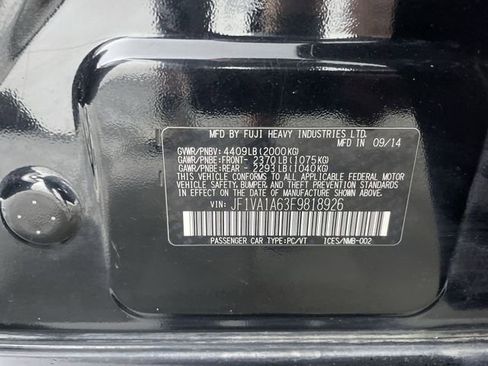 MFD BY FUJI HEAVY INDUSTRIES LTD.
MFD IN 09/14
GVWR/PNBV: 4409LB(2000KG)
GAWR/PNBE:FRONT- 2370LB(1075KG)
GAWR/PNBE:REAR - 2293LB(1040KG)
THIS VEHICLE CONFORMS TO ALL APPLICABLE FEDERAL MOTOR
VEHICLE SAFETY, BUMPER, AND THEFT PREVENTION STANDARDS
IN EFFECT ON THE DATE OF MANUFACTURE SHOWN ABOVE.
VIN: JF1VA1A63F9818926
PASSENGER CAR TYPE:PC/VT ICES/NMB-002